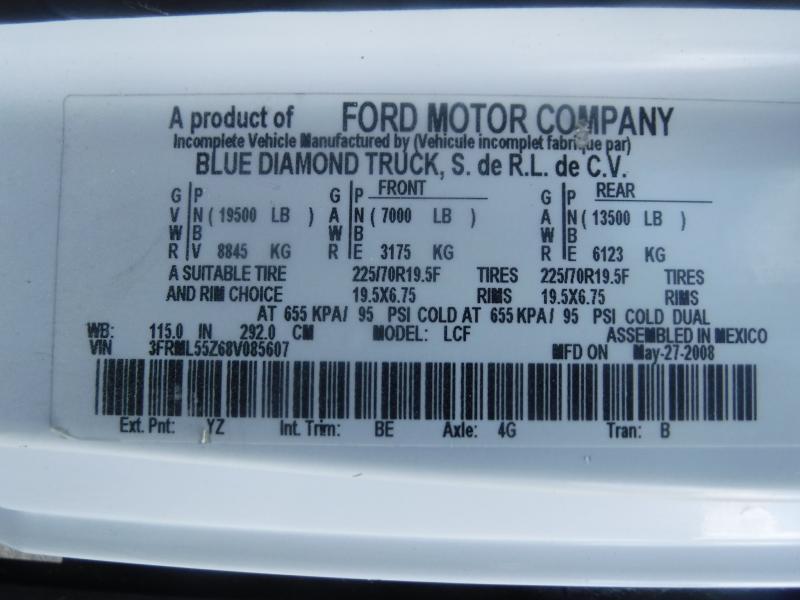 A product of FORD MOTOR COMPANY
Incomplete Vehicle Manufactured by (Vehicule incomplet fabrique par)
BLUE DIAMOND TRUCK, S. de R.L. de C.V.
G P G P FRONT G P REAR
V N ( 19500 LB ) A N ( 7000 LB ) A N ( 13500 LB )
W B W B W B
R V 8845 KG R E 3175 KG R E 6123 KG
A SUITABLE TIRE 225/70R19.5F TIRES 225/70R19.5F TIRES
AND RIM CHOICE 19.5X6.75 RIMS 19.5X6.75 RIMS
AT 655 KPA/ 95 PSI COLD AT 655 KPA/ 95 PSI COLD DUAL
WB: 115.0 IN 292.0 CM MODEL: LCF ASSEMBLED IN MEXICO
VIN 3FRML55Z68V085607 MFD ON May-27-2008
Ext. Pnt: YZ Int. Trim: BE Axle: 4G Tran: B